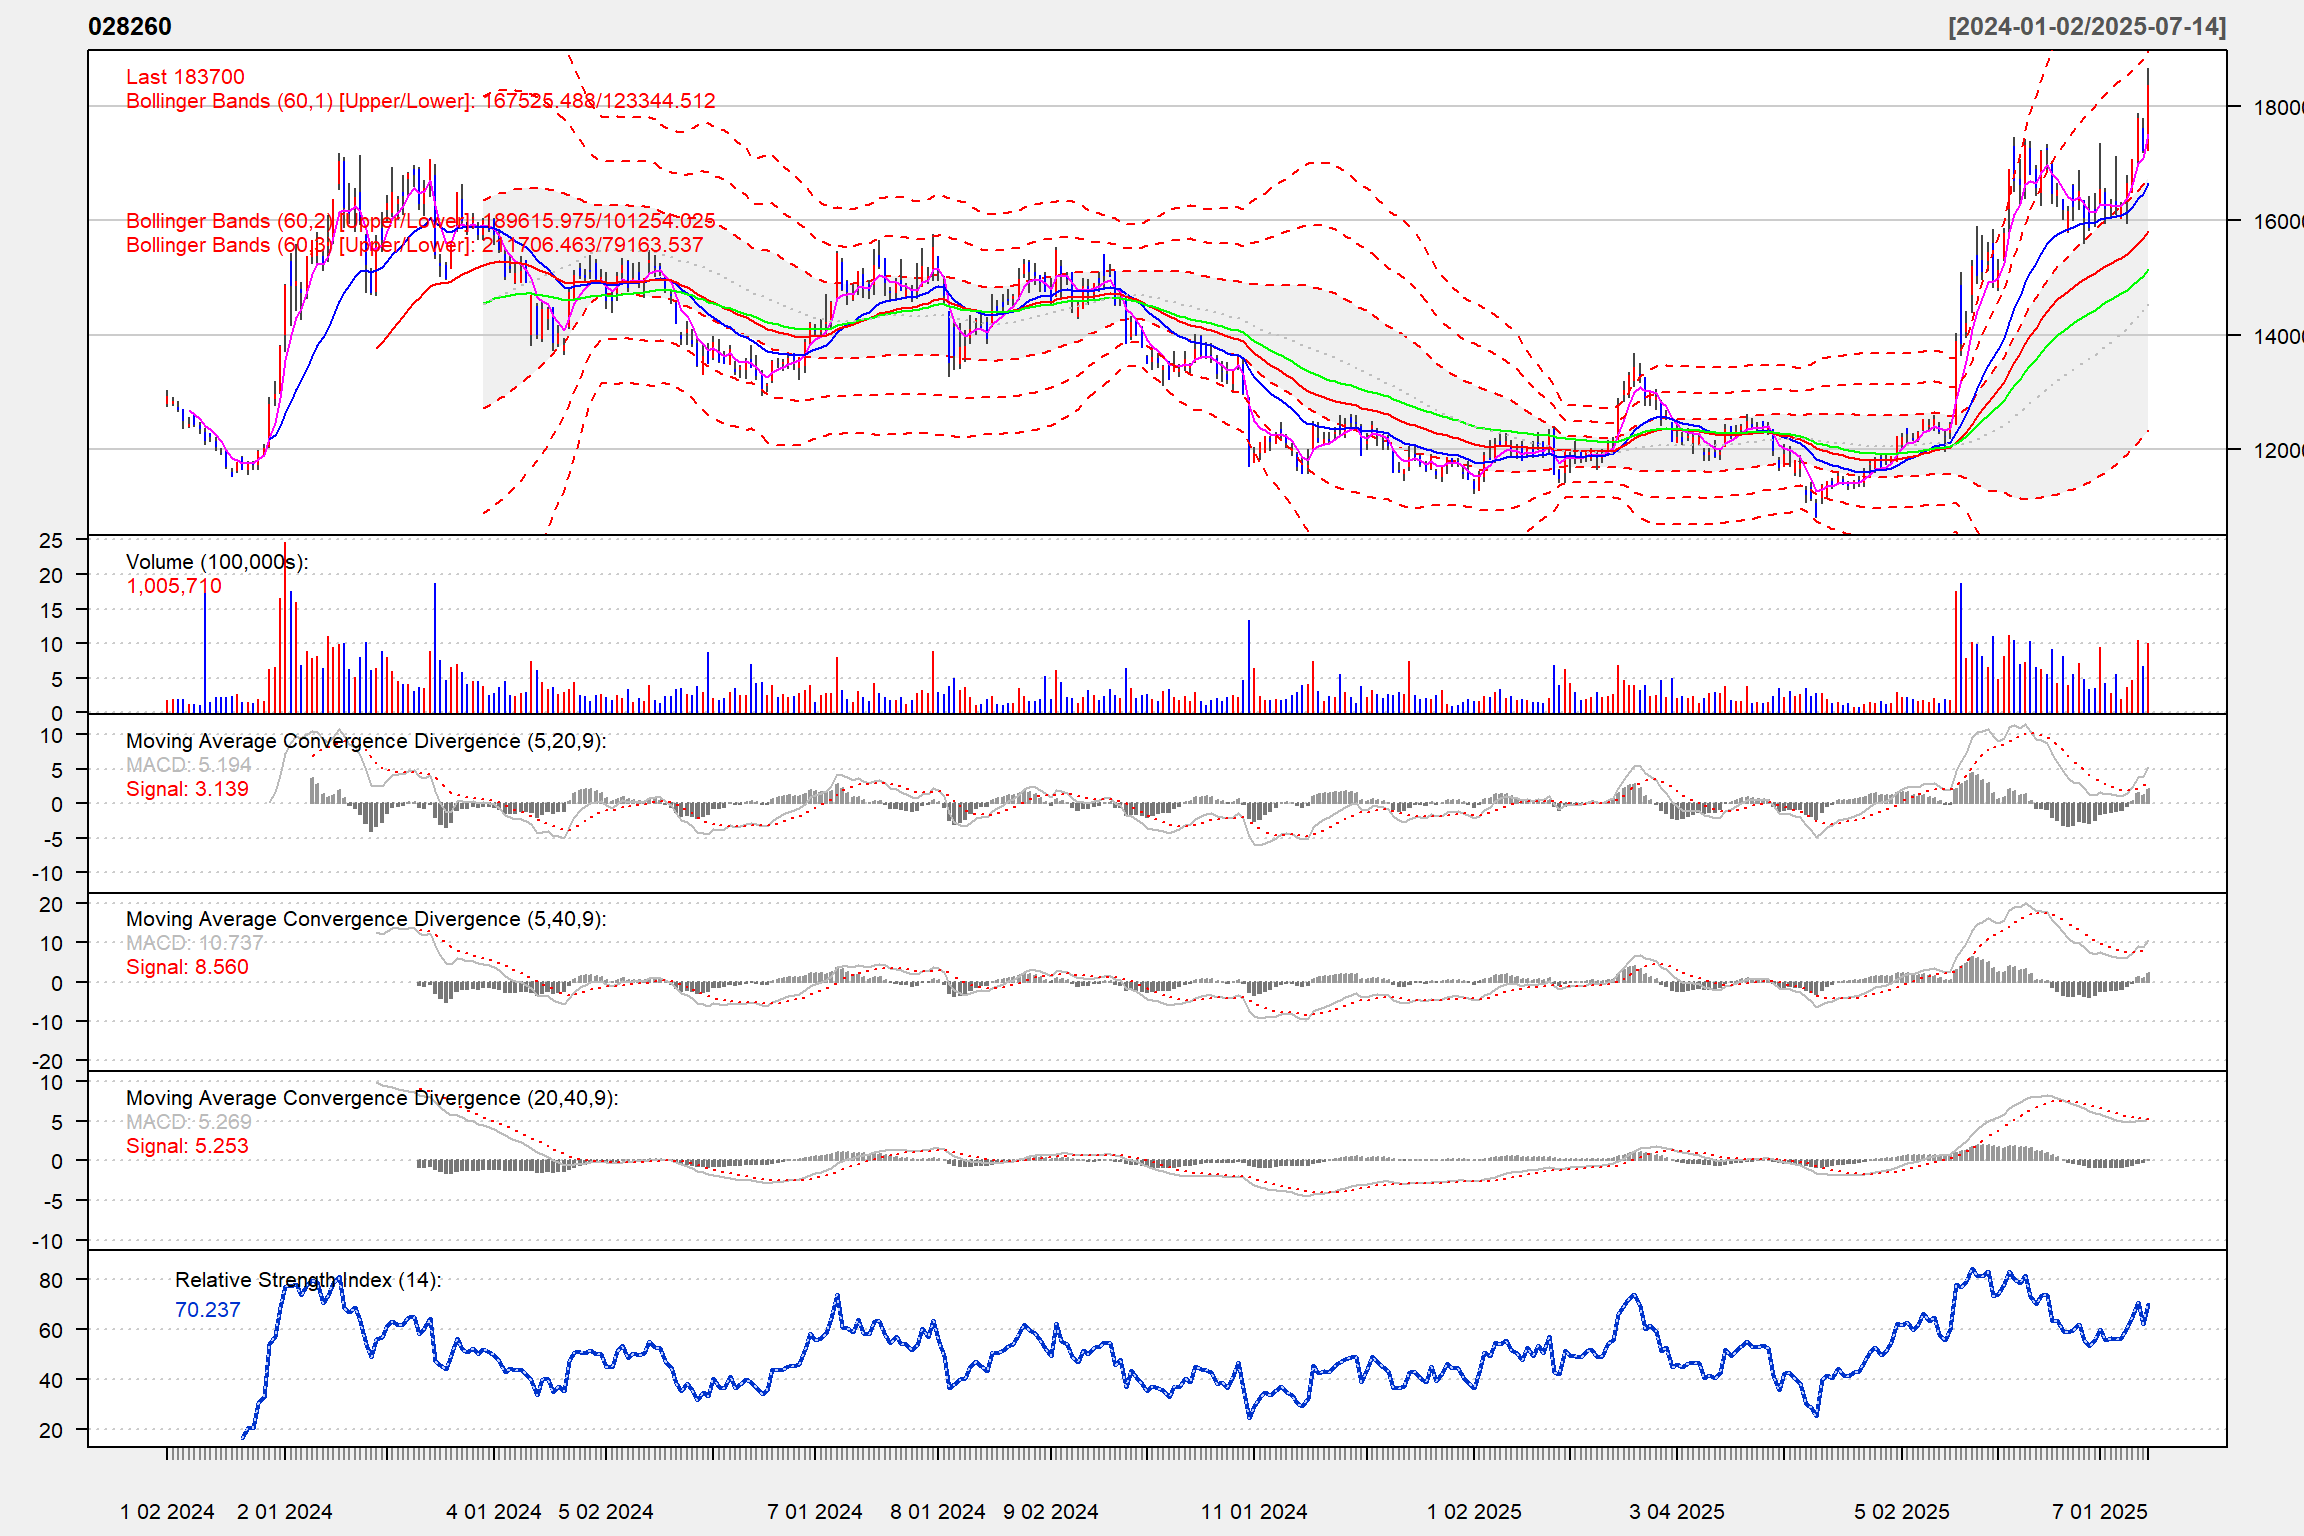 028260 [2024-01-02/2025-07-14]
Last 183700
Bollinger Bands (60,1) [Upper/Lower]: 167525.488/123344.512
Bollinger Bands (60,2) [Upper/Lower]: 189615.975/101254.025
Bollinger Bands (60,3) [Upper/Lower]: 211706.463/79163.537
18000
16000
14000
12000
Volume (100,000s):
1,005,710
25
20
15
10
5
0
Moving Average Convergence Divergence (5,20,9):
MACD: 5.194
Signal: 3.139
10
5
0
-5
-10
Moving Average Convergence Divergence (5,40,9):
MACD: 10.737
Signal: 8.560
20
10
0
-10
-20
Moving Average Convergence Divergence (20,40,9):
MACD: 5.269
Signal: 5.253
10
5
0
-5
-10
Relative Strength Index (14):
70.237
80
60
40
20
1 02 2024 2 01 2024 4 01 2024 5 02 2024 7 01 2024 8 01 2024 9 02 2024 11 01 2024 1 02 2025 3 04 2025 5 02 2025 7 01 2025